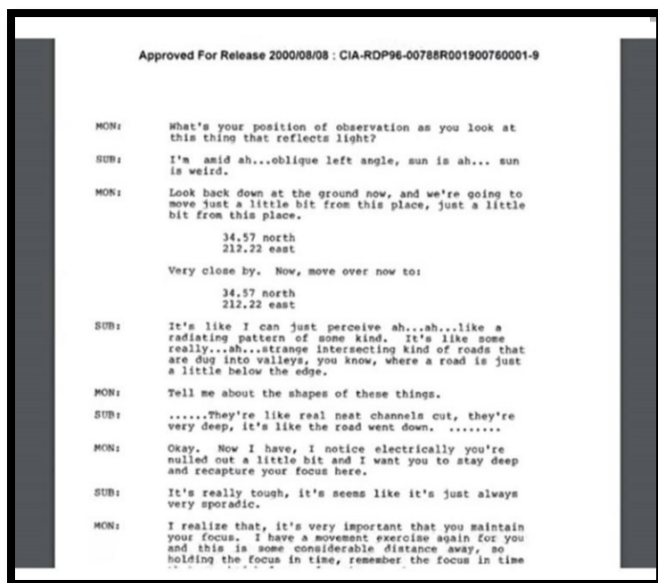 Approved For Release 2000/08/08 : CIA-RDP96-00788R001900760001-9
MON: What's your position of observation as you look at
this thing that reflects light?
SUB: I'm amid ah...oblique left angle, sun is ah... sun
is weird.
MON: Look back down at the ground now, and we're going to
move just a little bit from this place, just a little
bit from this place.
34.57 north
212.22 east
Very close by. Now, move over now to:
34.57 north
212.22 east
SUB: It's like I can just perceive ah...ah...like a
radiating pattern of some kind. It's like some
really...ah...strange intersecting kind of roads that
are dug into valleys, you know, where a road is just
a little below the edge.
MON: Tell me about the shapes of these things.
SUB: ......They're like real neat channels cut, they're
very deep, it's like the road went down. ........
MON: Okay. Now I have, I notice electrically you're
nulled out a little bit and I want you to stay deep
and recapture your focus here.
SUB: It's really tough, it's seems like it's just always
very sporadic.
MON: I realize that, it's very important that you maintain
your focus. I have a movement exercise again for you
and this is some considerable distance away, so
holding the focus in time, remember the focus in time